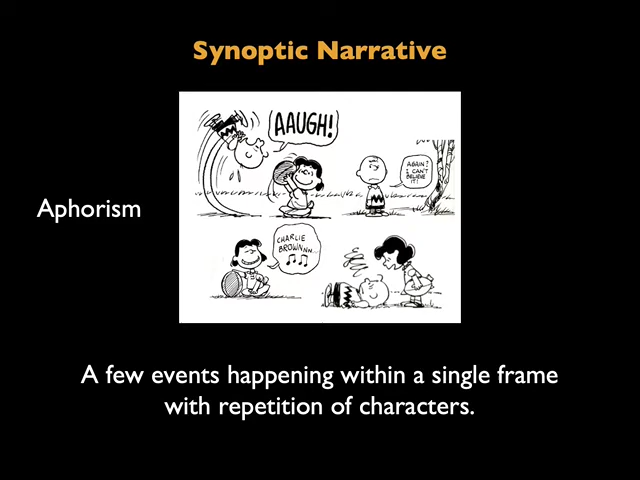 Synoptic Narrative
AAUGH!
AGAIN?
I CAN'T
BELIEVE
IT!
Aphorism
CHARLIE
BROWNNN...
A few events happening within a single frame
with repetition of characters.